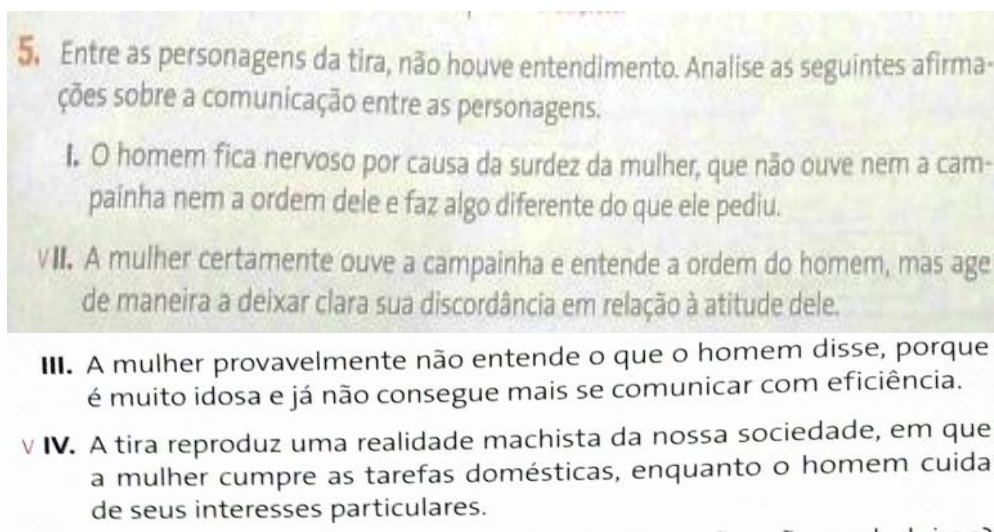 5. Entre as personagens da tira, não houve entendimento. Analise as seguintes afirma-
ções sobre a comunicação entre as personagens.
I. O homem fica nervoso por causa da surdez da mulher, que não ouve nem a cam-
painha nem a ordem dele e faz algo diferente do que ele pediu.
V II. A mulher certamente ouve a campainha e entende a ordem do homem, mas age
de maneira a deixar clara sua discordância em relação à atitude dele.
III. A mulher provavelmente não entende o que o homem disse, porque
é muito idosa e já não consegue mais se comunicar com eficiência.
V IV. A tira reproduz uma realidade machista da nossa sociedade, em que
a mulher cumpre as tarefas domésticas, enquanto o homem cuida
de seus interesses particulares.